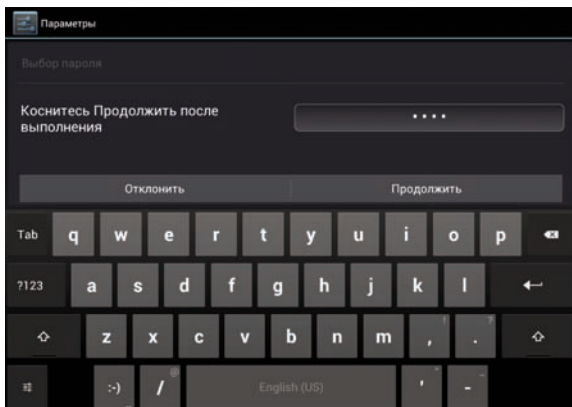 Параметры
Выбор пароля
Коснитесь Продолжить после
выполнения
••••
Отклонить Продолжить
Tab q w e r t y u i o p
?123 a s d f g h j k l
z x c v b n m , ! . ?
:-) / @ English (US) ' " - _